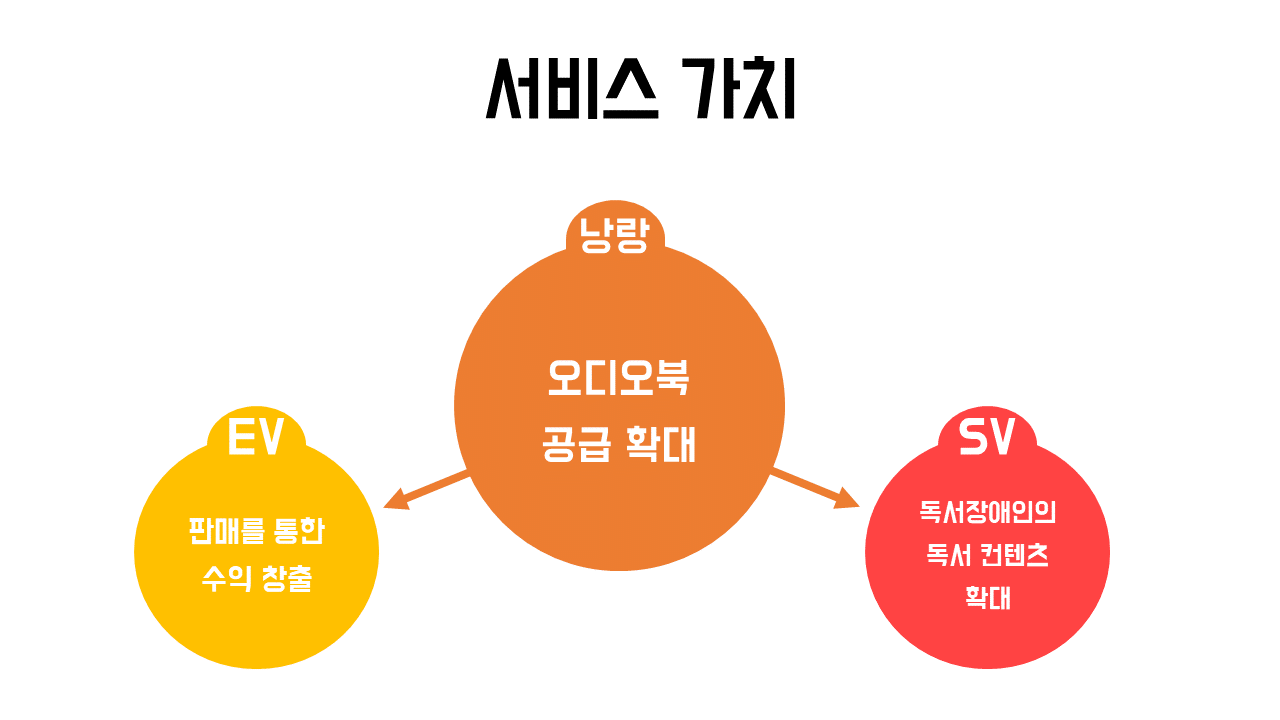 서비스 가치
낭랑
오디오북
공급 확대
EV
판매를 통한
수익 창출
SV
독서장애인의
독서 컨텐츠
확대